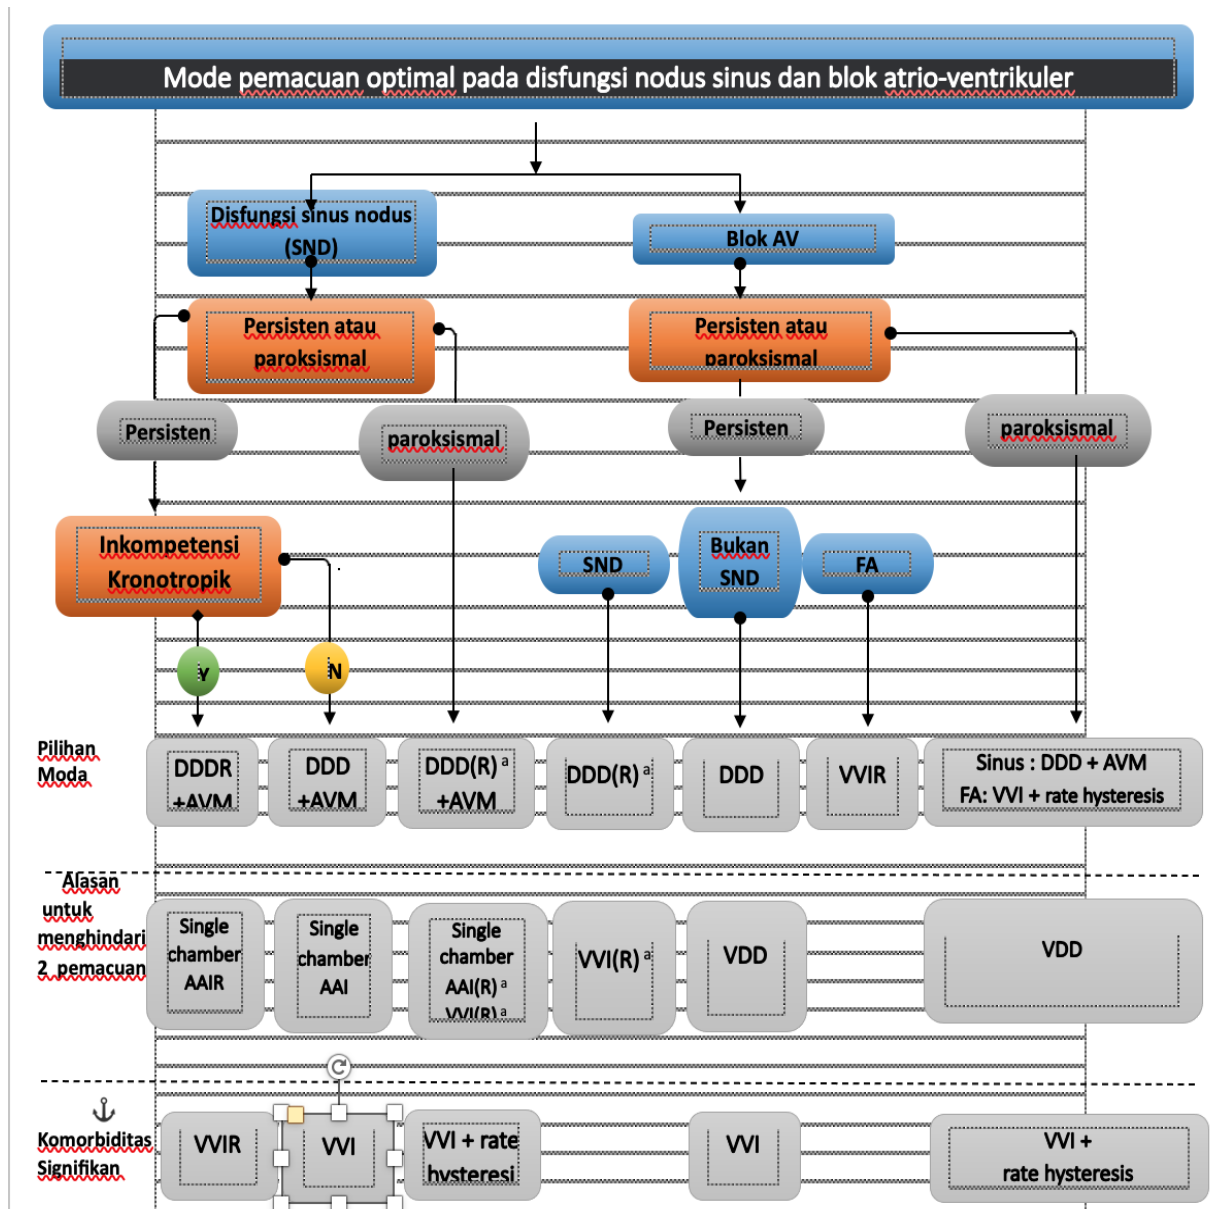 Mode pemacuan optimal pada disfungsi nodus sinus dan blok atrio-ventrikuler
Disfungsi sinus nodus
(SND)
Blok AV
Persisten atau
paroksismal
Persisten atau
paroksismal
Persisten
paroksismal
Persisten
paroksismal
Inkompetensi
Kronotropik
SND
Bukan
SND
FA
Y
N
Pilihan
Moda
DDDR
+AVM
DDD
+AVM
DDD(R) a
+AVM
DDD(R) a
DDD
VVIR
Sinus : DDD + AVM
FA: VVI + rate hysteresis
Alasan
untuk
menghindari
2 pemacuan
Single
chamber
AAIR
Single
chamber
AAI
Single
chamber
AAI(R) a
VVI(R) a
VVI(R) a
VDD
VDD
Komorbiditas
Signifikan
VVIR
VVI
VVI + rate
hysteresi
VVI
VVI +
rate hysteresis